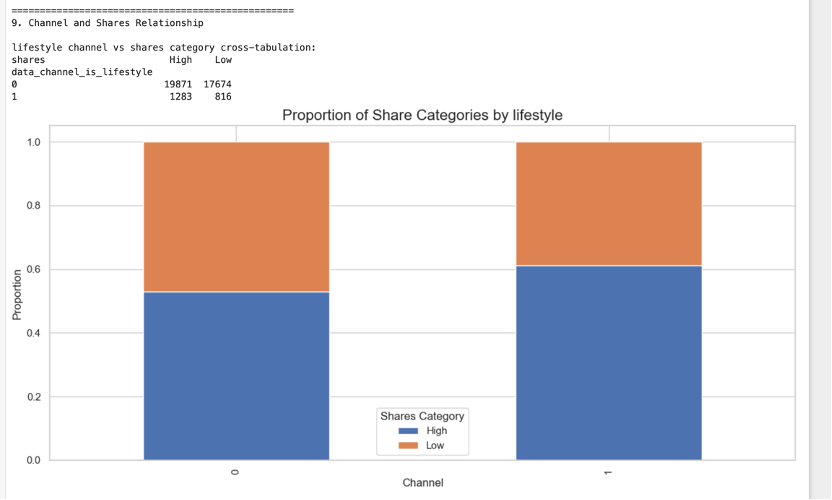 ==================================================
9. Channel and Shares Relationship
lifestyle channel vs shares category cross-tabulation:
shares High Low
data_channel_is_lifestyle
0 19871 17674
1 1283 816
Proportion of Share Categories by lifestyle
1.0
0.8
0.6
0.4
0.2
0.0
Proportion
Shares Category
High
Low
0
1
Channel